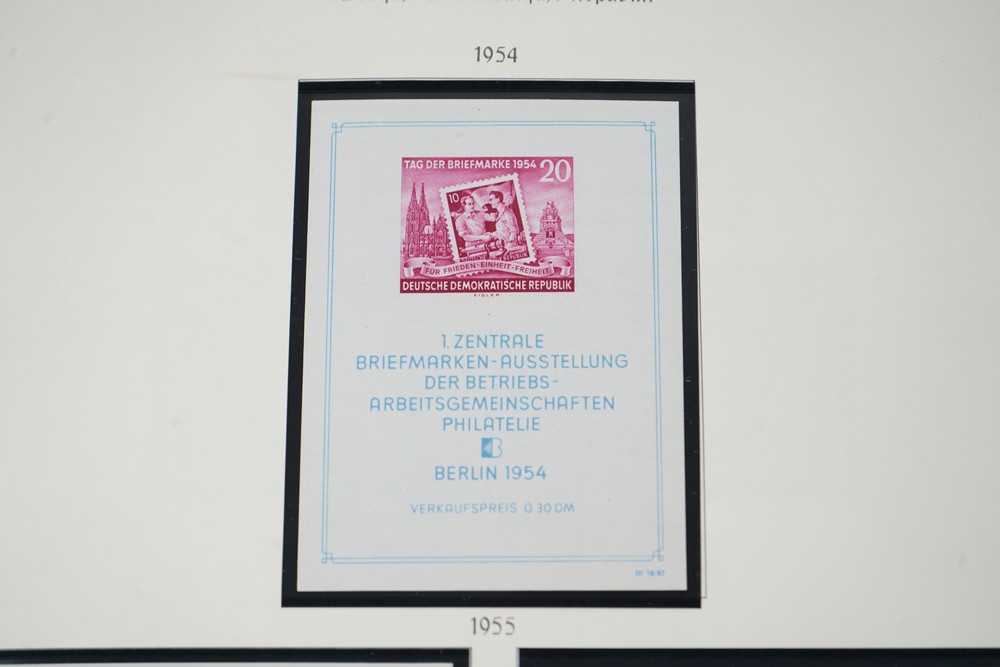 1954
TAG DER BRIEFMARKE 1954 20
10
FÜR FRIEDEN · EINHEIT · FREIHEIT
DEUTSCHE DEMOKRATISCHE REPUBLIK
EIGLER
1. ZENTRALE
BRIEFMARKEN-AUSSTELLUNG
DER BETRIEBS-
ARBEITSGEMEINSCHAFTEN
PHILATELIE
BERLIN 1954
VERKAUFSPREIS 0.30 DM
1955